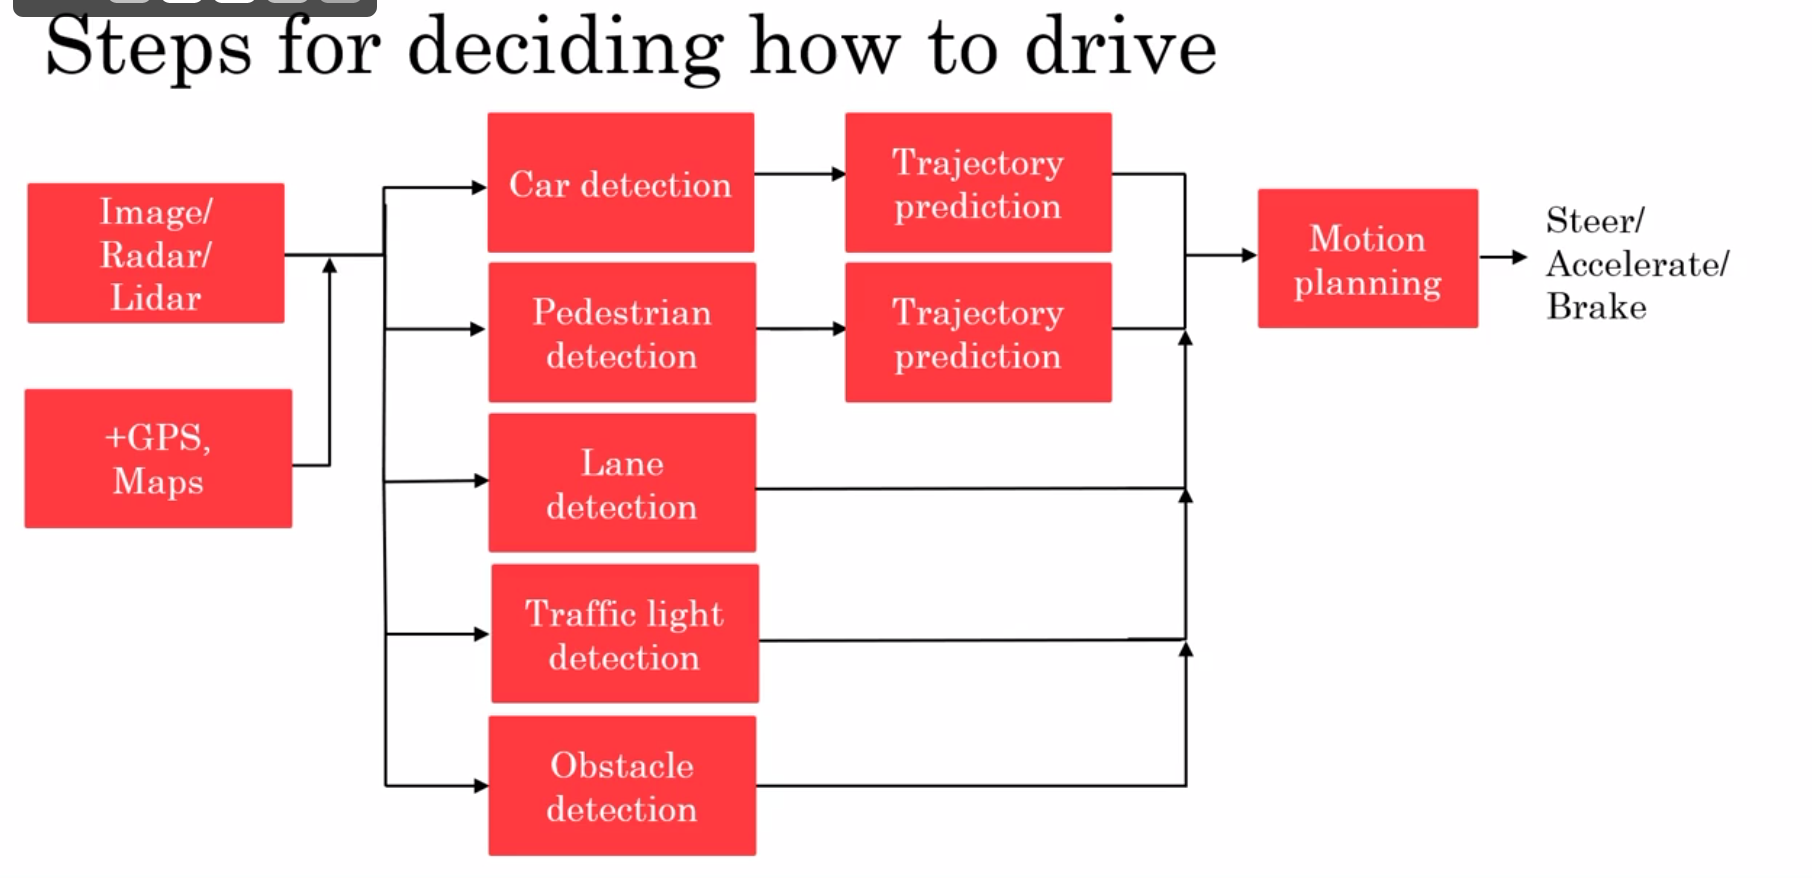 Steps for deciding how to drive
Image/
Radar/
Lidar
+GPS,
Maps
Car detection
Pedestrian
detection
Lane
detection
Traffic light
detection
Obstacle
detection
Trajectory
prediction
Trajectory
prediction
Motion
planning
Steer/
Accelerate/
Brake